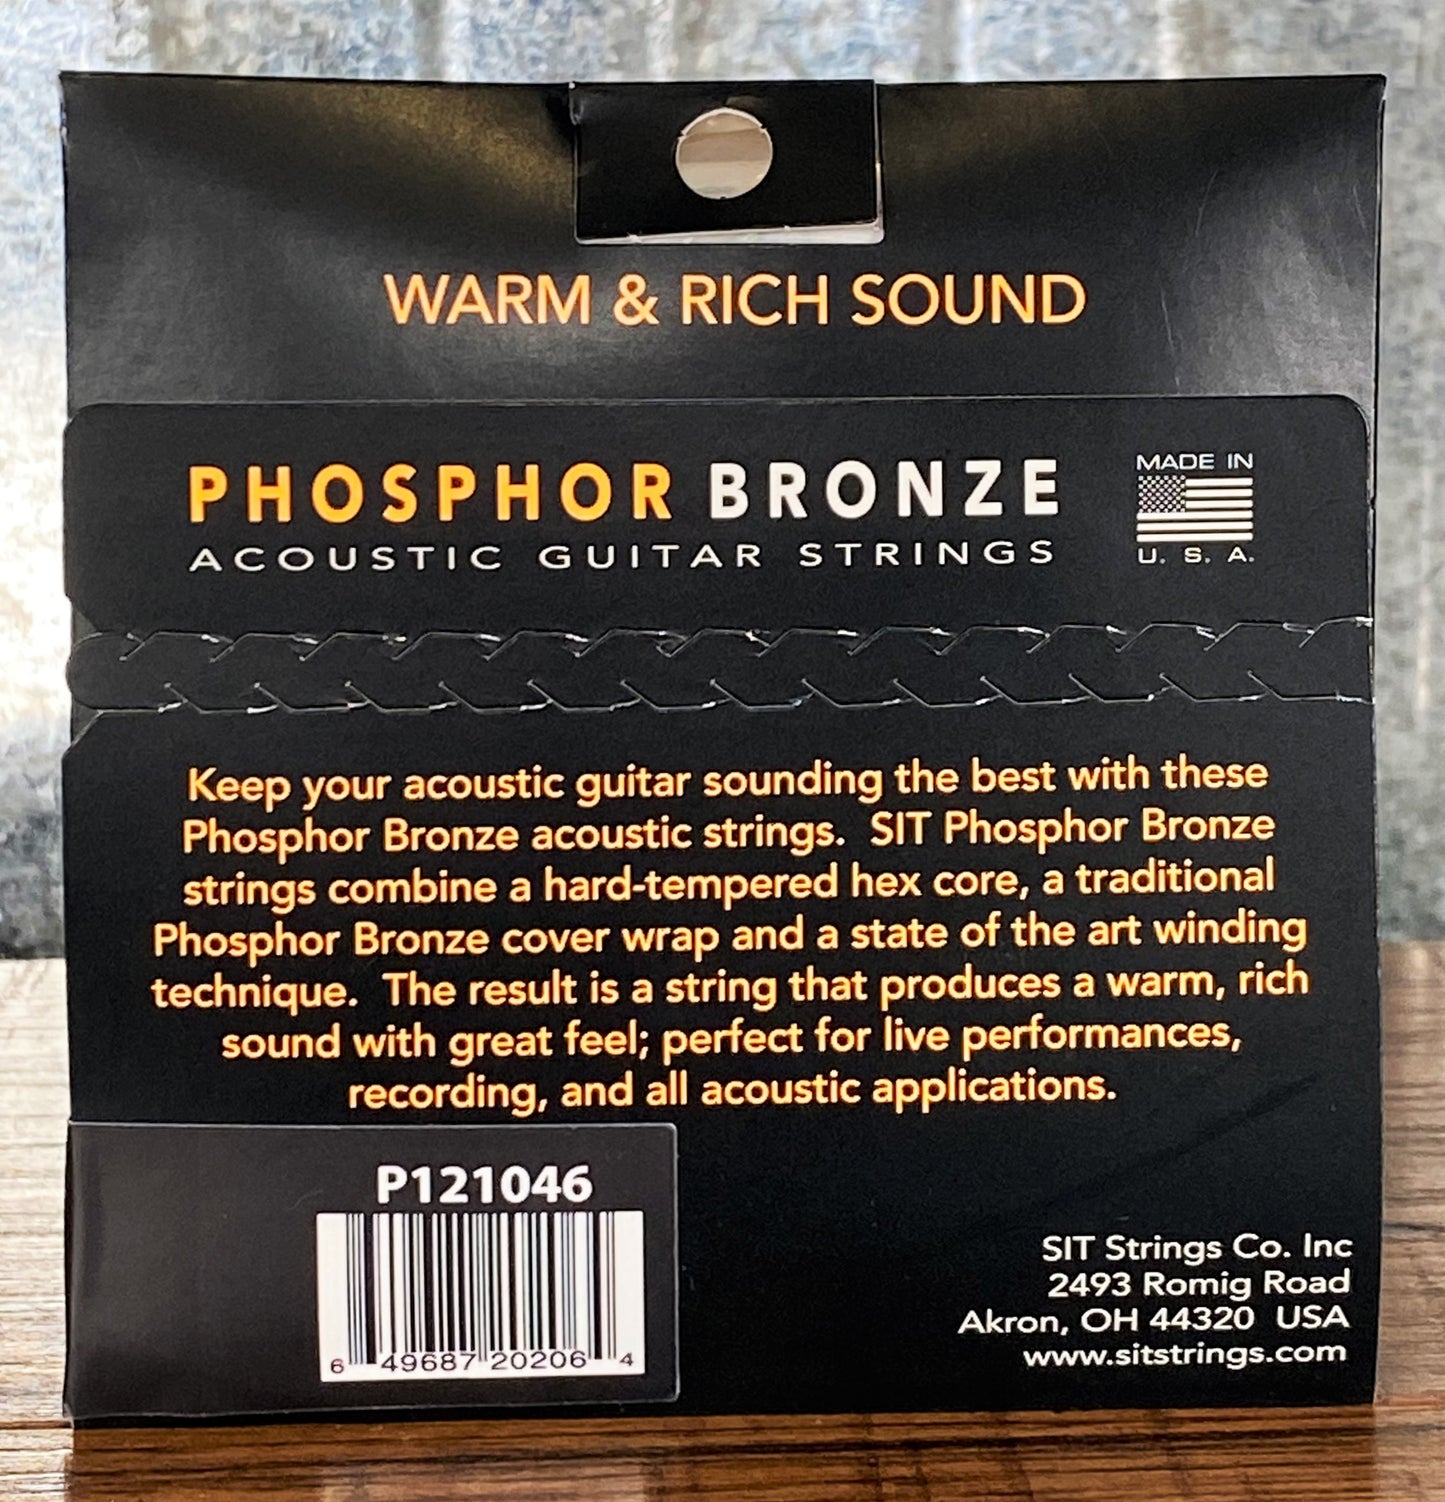 WARM & RICH SOUND
PHOSPHOR BRONZE
ACOUSTIC GUITAR STRINGS
MADE IN
U. S. A.
Keep your acoustic guitar sounding the best with these
Phosphor Bronze acoustic strings.  SIT Phosphor Bronze
strings combine a hard-tempered hex core, a traditional
Phosphor Bronze cover wrap and a state of the art winding
technique.  The result is a string that produces a warm, rich
sound with great feel; perfect for live performances,
recording, and all acoustic applications.
P121046
6 49687 20206 4
SIT Strings Co. Inc
2493 Romig Road
Akron, OH 44320  USA
www.sitstrings.com